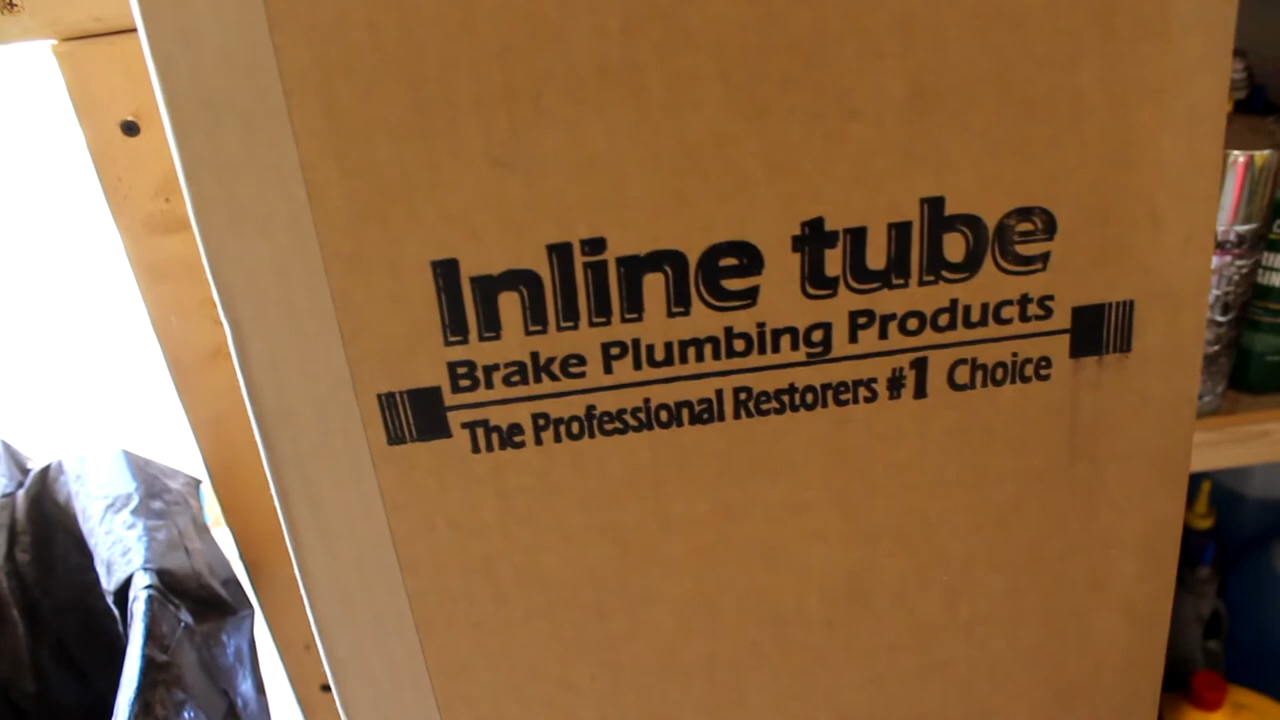 Inline tube
Brake Plumbing Products
The Professional Restorers #1 Choice